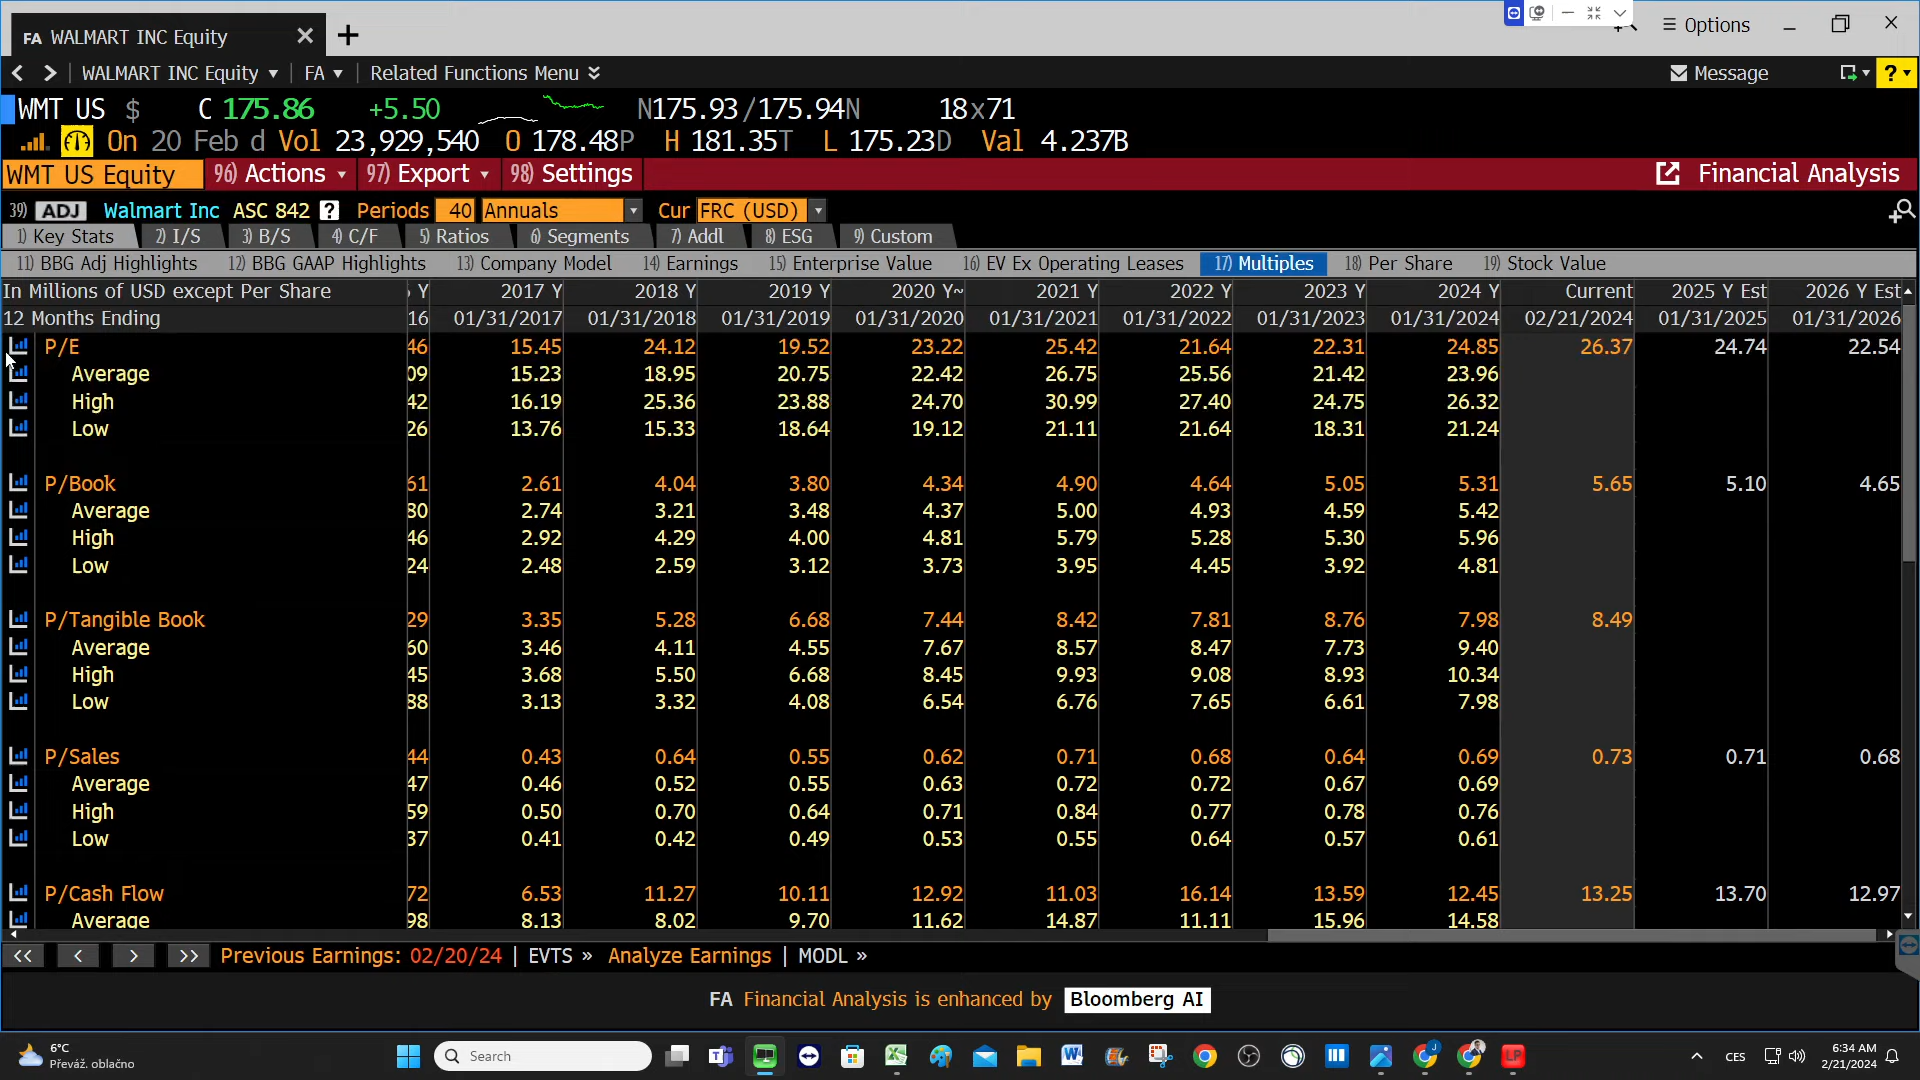 FA WALMART INC Equity
Options
WALMART INC Equity FA Related Functions Menu Message ?
WMT US $ C 175.86 +5.50 N175.93/175.94N 18x71
On 20 Feb d Vol 23,929,540 O 178.48P H 181.35T L 175.23D Val 4.237B
WMT US Equity 96) Actions 97) Export 98) Settings Financial Analysis
39) ADJ Walmart Inc ASC 842 ? Periods 40 Annuals Cur FRC (USD)
1) Key Stats 2) I/S 3) B/S 4) C/F 5) Ratios 6) Segments 7) Addl 8) ESG 9) Custom
11) BBG Adj Highlights 12) BBG GAAP Highlights 13) Company Model 14) Earnings 15) Enterprise Value 16) EV Ex Operating Leases 17) Multiples 18) Per Share 19) Stock Value
In Millions of USD except Per Share Y 2017 Y 2018 Y 2019 Y 2020 Y~ 2021 Y 2022 Y 2023 Y 2024 Y Current 2025 Y Est 2026 Y Est
12 Months Ending 16 01/31/2017 01/31/2018 01/31/2019 01/31/2020 01/31/2021 01/31/2022 01/31/2023 01/31/2024 02/21/2024 01/31/2025 01/31/2026
P/E 46 15.45 24.12 19.52 23.22 25.42 21.64 22.31 24.85 26.37 24.74 22.54
Average 09 15.23 18.95 20.75 22.42 26.75 25.56 21.42 23.96
High 42 16.19 25.36 23.88 24.70 30.99 27.40 24.75 26.32
Low 26 13.76 15.33 18.64 19.12 21.11 21.64 18.31 21.24
P/Book 61 2.61 4.04 3.80 4.34 4.90 4.64 5.05 5.31 5.65 5.10 4.65
Average 80 2.74 3.21 3.48 4.37 5.00 4.93 4.59 5.42
High 46 2.92 4.29 4.00 4.81 5.79 5.28 5.30 5.96
Low 24 2.48 2.59 3.12 3.73 3.95 4.45 3.92 4.81
P/Tangible Book 29 3.35 5.28 6.68 7.44 8.42 7.81 8.76 7.98 8.49
Average 60 3.46 4.11 4.55 7.67 8.57 8.47 7.73 9.40
High 45 3.68 5.50 6.68 8.45 9.93 9.08 8.93 10.34
Low 88 3.13 3.32 4.08 6.54 6.76 7.65 6.61 7.98
P/Sales 44 0.43 0.64 0.55 0.62 0.71 0.68 0.64 0.69 0.73 0.71 0.68
Average 47 0.46 0.52 0.55 0.63 0.72 0.72 0.67 0.69
High 59 0.50 0.70 0.64 0.71 0.84 0.77 0.78 0.76
Low 37 0.41 0.42 0.49 0.53 0.55 0.64 0.57 0.61
P/Cash Flow 72 6.53 11.27 10.11 12.92 11.03 16.14 13.59 12.45 13.25 13.70 12.97
Average 98 8.13 8.02 9.70 11.62 14.87 11.11 15.96 14.58
<< < > >> Previous Earnings: 02/20/24 | EVTS » Analyze Earnings | MODL »
FA Financial Analysis is enhanced by Bloomberg AI
6°C
Převáž. oblačno
Search
CES
6:34 AM
2/21/2024